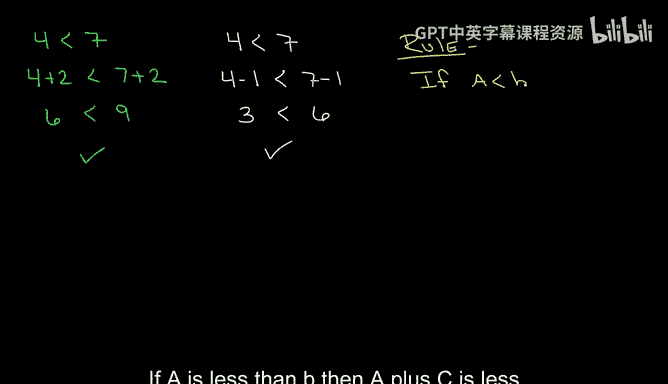 GPT中英字幕课程资源 bilibili
4 < 7
4+2 < 7+2
6 < 9
✓
4 < 7
4-1 < 7-1
3 < 6
✓
RULE -
If A < b
If A is less than b then A plus C is less